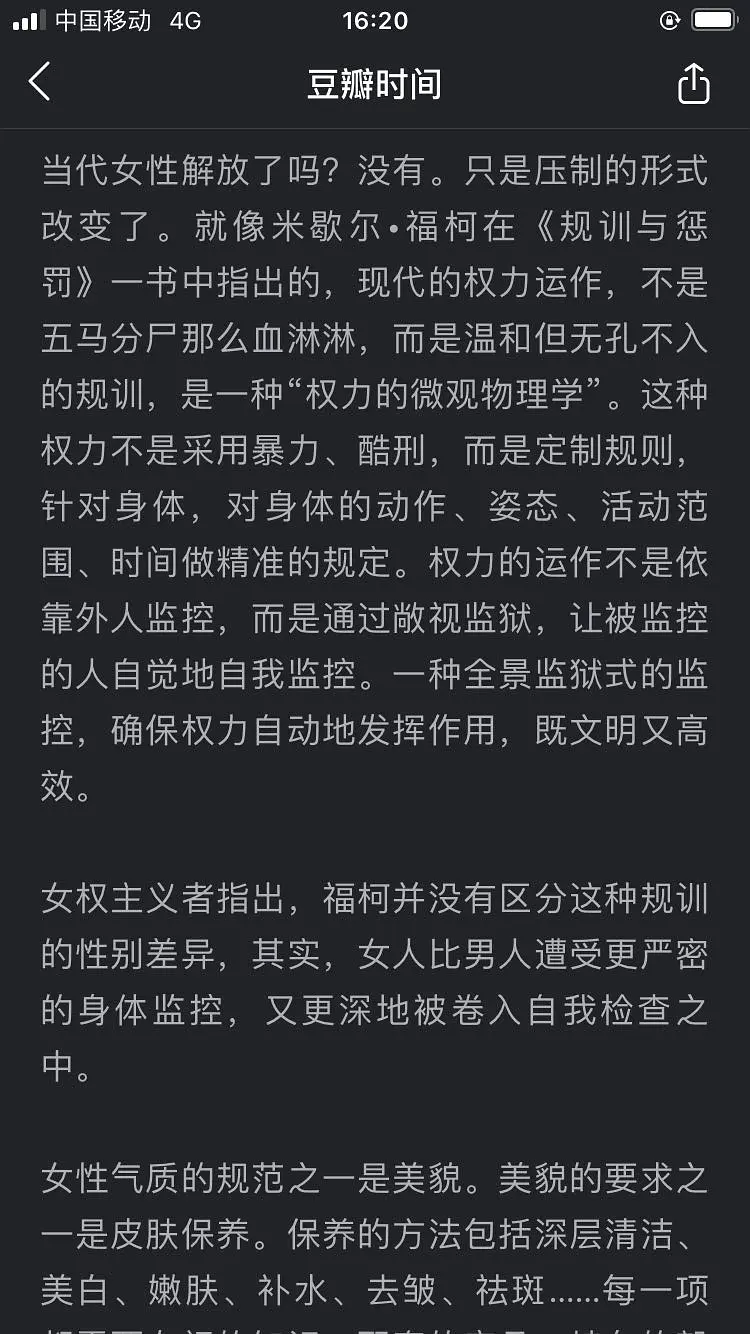 中国移动 4G 16:20
豆瓣时间
当代女性解放了吗？没有。只是压制的形式
改变了。就像米歇尔•福柯在《规训与惩
罚》一书中指出的，现代的权力运作，不是
五马分尸那么血淋淋，而是温和但无孔不入
的规训，是一种“权力的微观物理学”。这种
权力不是采用暴力、酷刑，而是定制规则，
针对身体，对身体的动作、姿态、活动范
围、时间做精准的规定。权力的运作不是依
靠外人监控，而是通过敞视监狱，让被监控
的人自觉地自我监控。一种全景监狱式的监
控，确保权力自动地发挥作用，既文明又高
效。
女权主义者指出，福柯并没有区分这种规训
的性别差异，其实，女人比男人遭受更严密
的身体监控，又更深地被卷入自我检查之
中。
女性气质的规范之一是美貌。美貌的要求之
一是皮肤保养。保养的方法包括深层清洁、
美白、嫩肤、补水、去皱、祛斑......每一项